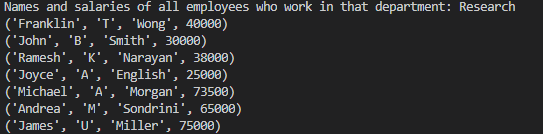 Names and salaries of all employees who work in that department: Research
('Franklin', 'T', 'Wong', 40000)
('John', 'B', 'Smith', 30000)
('Ramesh', 'K', 'Narayan', 38000)
('Joyce', 'A', 'English', 25000)
('Michael', 'A', 'Morgan', 73500)
('Andrea', 'M', 'Sondrini', 65000)
('James', 'U', 'Miller', 75000)